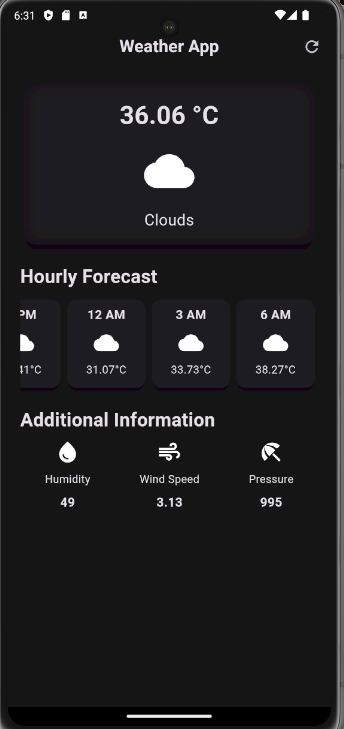 6:31
Weather App
36.06 °C
Clouds
Hourly Forecast
PM 12 AM 3 AM 6 AM
41°C 31.07°C 33.73°C 38.27°C
Additional Information
Humidity Wind Speed Pressure
49 3.13 995